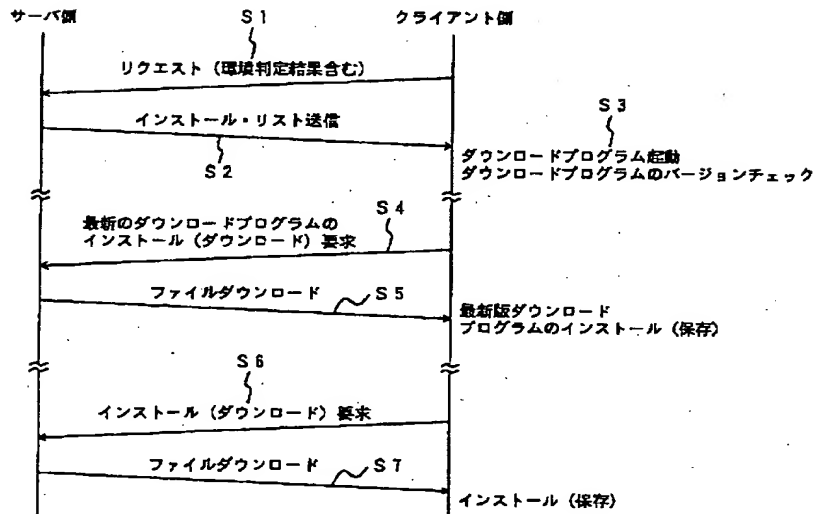 サーバ側
S1
クライアント側
リクエスト（環境判定結果含む）
インストール・リスト送信
S2
S3
ダウンロードプログラム起動
ダウンロードプログラムのバージョンチェック
S4
最新のダウンロードプログラムの
インストール（ダウンロード）要求
ファイルダウンロード
S5
最新版ダウンロード
プログラムのインストール（保存）
S6
インストール（ダウンロード）要求
ファイルダウンロード
S7
インストール（保存）